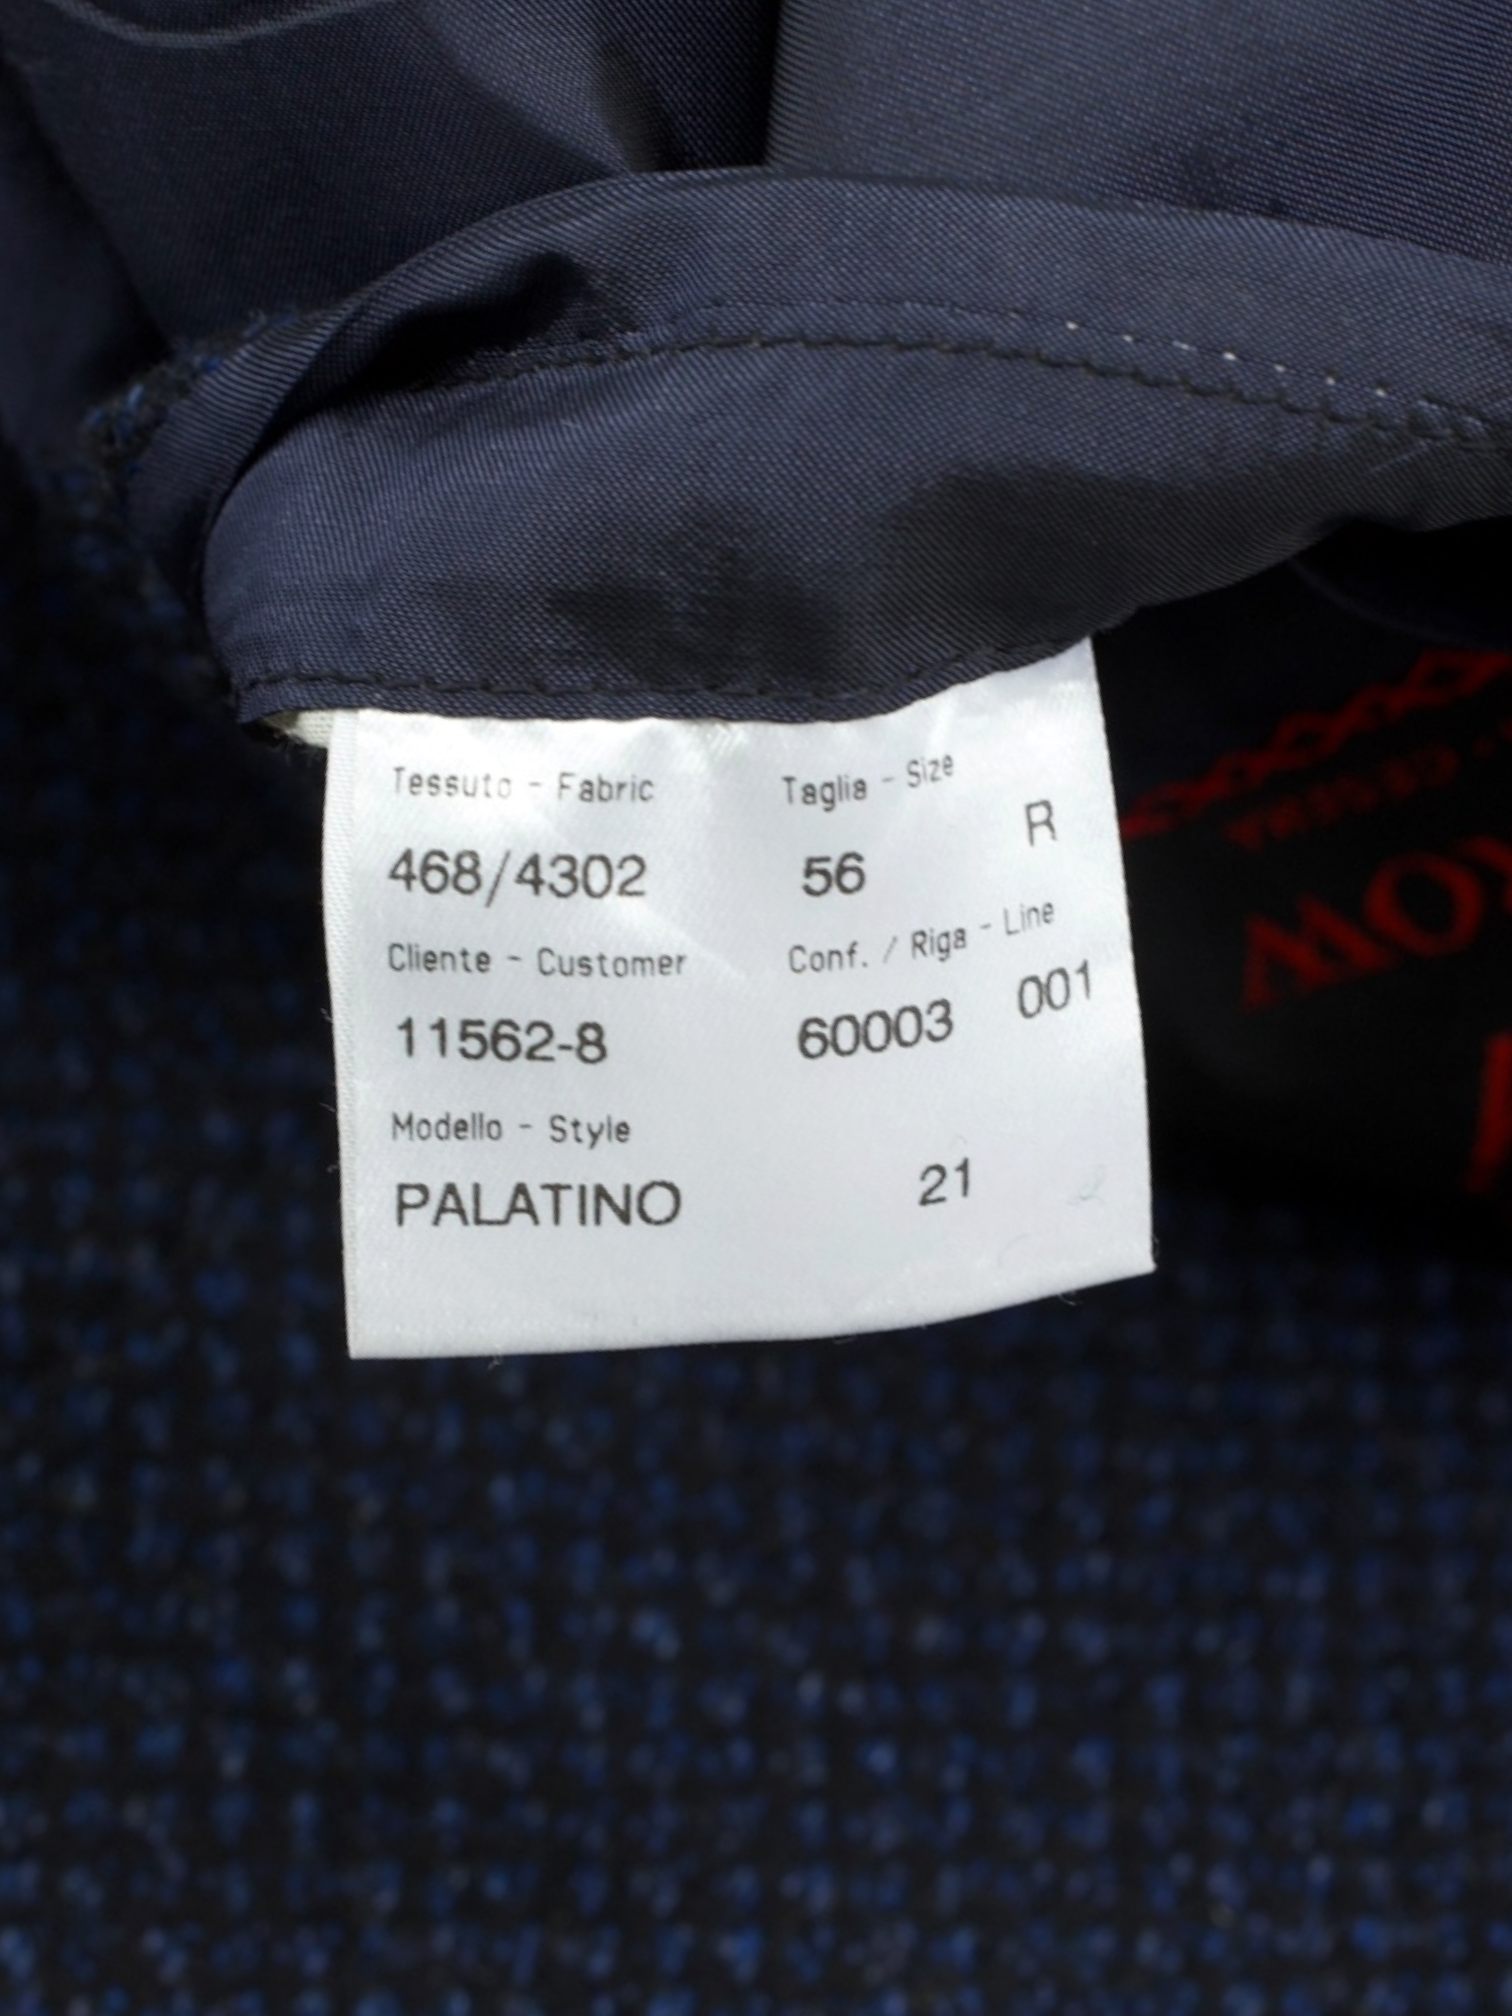 Tessuto - Fabric
468/4302
Taglia - Size
56 R
Cliente - Customer
11562-8
Conf. / Riga - Line
60003 001
Modello - Style
PALATINO 21